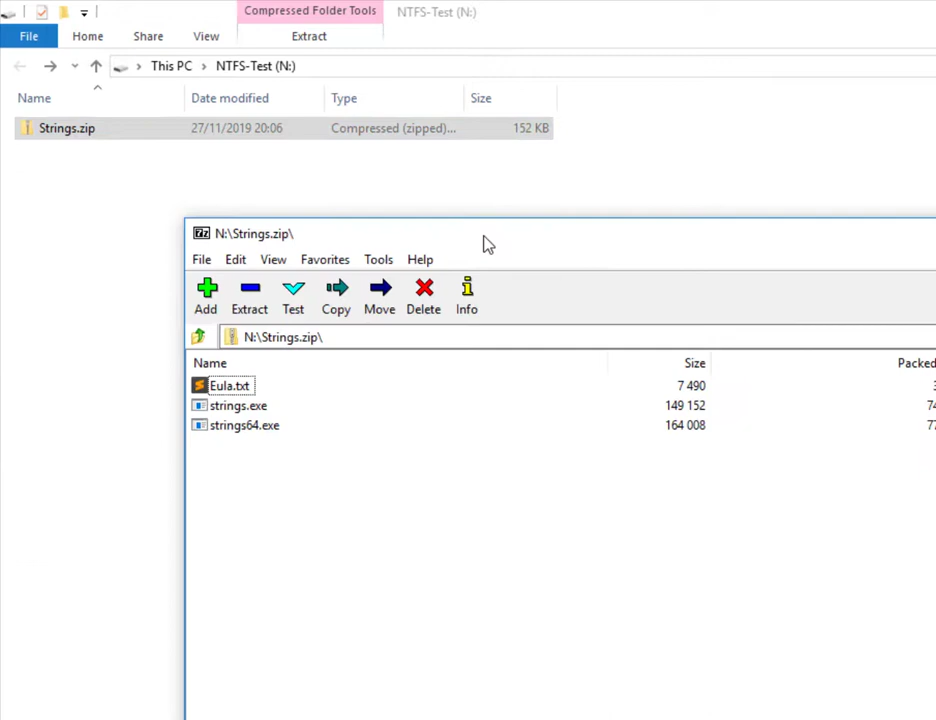 Compressed Folder Tools NTFS-Test (N:)
File Home Share View Extract
This PC NTFS-Test (N:)
Name Date modified Type Size
Strings.zip 27/11/2019 20:06 Compressed (zipped)... 152 KB
7z N:\Strings.zip\
File Edit View Favorites Tools Help
Add Extract Test Copy Move Delete Info
N:\Strings.zip\
Name Size Packed
Eula.txt 7 490
strings.exe 149 152
strings64.exe 164 008